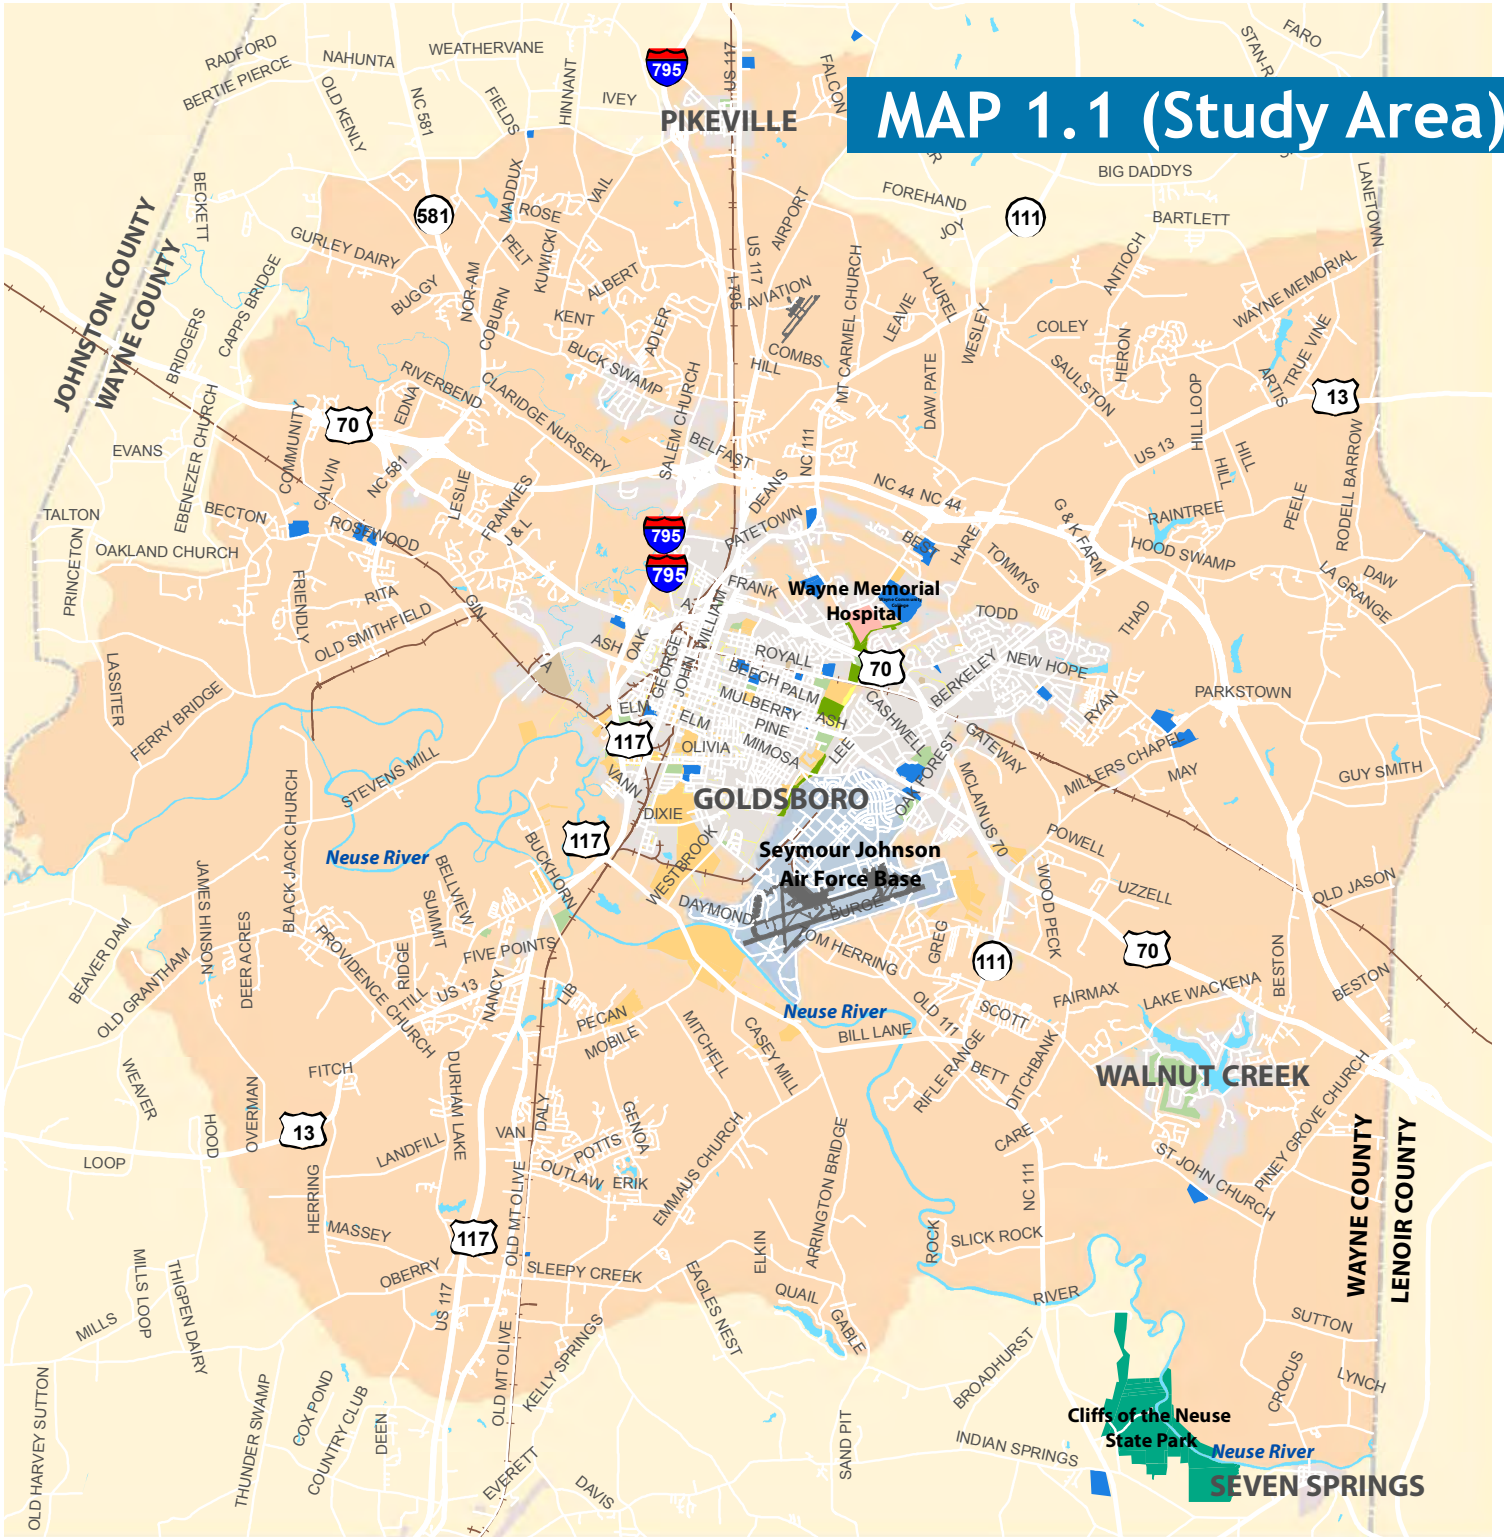 MAP 1.1 (Study Area)
RADFORD
BERTIE PIERCE
NAHUNTA
WEATHERVANE
OLD KENLY
NC 581
FIELDS
HINNANT
IVEY
795
US 117
FALCON
STAN-R
FARO
PIKEVILLE
BIG DADDYS
LANETOWN
FOREHAND
JOY
111
BARTLETT
BECKETT
581
MADDUX
ROSE
VAIL
AIRPORT
JOHNSTON COUNTY
WAYNE COUNTY
GURLEY DAIRY
PELT
KUWICKI
ALBERT
US 117
795
AVIATION
MT CARMEL CHURCH
LAUREL
LEAVIE
WESLEY
ANTIOCH
WAYNE MEMORIAL
CAPPS BRIDGE
BUGGY
NOR-AM
COBURN
KENT
ADLER
BRIDGERS
BUCK SWAMP
COMBS
HILL
COLEY
HERON
SAULSTON
TRUE VINE
ARTIS
13
RIVERBEND
EDNA
CLARIDGE NURSERY
SALEM CHURCH
DAW PATE
HILL LOOP
70
COMMUNITY
EBENEZER CHURCH
EVANS
BELFAST
NC 111
US 13
HILL
HILL
RODELL BARROW
CALVIN
NC 581
LESLIE
FRANKIES
J & L
DEANS
NC 44
NC 44
G & K FARM
PEELE
RAINTREE
TALTON
BECTON
ROSEWOOD
795
PATETOWN
BEST
HARE
TOMMYS
HOOD SWAMP
OAKLAND CHURCH
PRINCETON
795
FRANK
Wayne Memorial
Hospital
TODD
THAD
LA GRANGE
DAW
FRIENDLY
RITA
GIN
OLD SMITHFIELD
ASH
OAK
WILLIAM
GEORGE
JOHN
ROYALL
BEECH
PALM
70
BERKELEY
NEW HOPE
RYAN
PARKSTOWN
LASSITER
FERRY BRIDGE
ELM
ELM
MULBERRY
PINE
ASH
MIMOSA
LEE
CASHWELL
117
OLIVIA
GATEWAY
MILLERS CHAPEL
MAY
GUY SMITH
STEVENS MILL
VANN
GOLDSBORO
OAK FOREST
MCLAIN
US 70
DIXIE
BLACK JACK CHURCH
Neuse River
117
BUCKHORN
WESTBROOK
Seymour Johnson
Air Force Base
POWELL
UZZELL
OLD JASON
JAMES HINSON
BELLVIEW
SUMMIT
DAYMOND
BURGE
WOOD PECK
BEAVER DAM
OLD GRANTHAM
DEER ACRES
PROVIDENCE CHURCH
RIDGE
FIVE POINTS
TOM HERRING
GREG
111
70
BESTON
BESTON
TILL
US 13
NANCY
LIB
FAIRMAX
LAKE WACKENA
Neuse River
OLD 111
SCOTT
PECAN
MOBILE
MITCHELL
CASEY MILL
BILL LANE
WEAVER
FITCH
DURHAM LAKE
RIFLE RANGE
BETT
DITCHBANK
WALNUT CREEK
OVERMAN
HOOD
13
DALY
GENOA
VAN
POTTS
CARE
PINEY GROVE CHURCH
LOOP
LANDFILL
OUTLAW
ERIK
EMMAUS CHURCH
ARRINGTON BRIDGE
NC 111
ST JOHN CHURCH
WAYNE COUNTY
LENOIR COUNTY
HERRING
MASSEY
117
OLD MT OLIVE
ELKIN
ROCK
SLICK ROCK
MILLS LOOP
THIGPEN DAIRY
OBERRY
US 117
SLEEPY CREEK
EAGLES NEST
QUAIL
GABLE
RIVER
MILLS
SUTTON
OLD MT OLIVE
KELLY SPRINGS
BROADHURST
CROCUS
LYNCH
OLD HARVEY SUTTON
THUNDER SWAMP
COX POND
COUNTRY CLUB
DEEN
SAND PIT
Cliffs of the Neuse
State Park
INDIAN SPRINGS
Neuse River
EVERETT
DAVIS
SEVEN SPRINGS